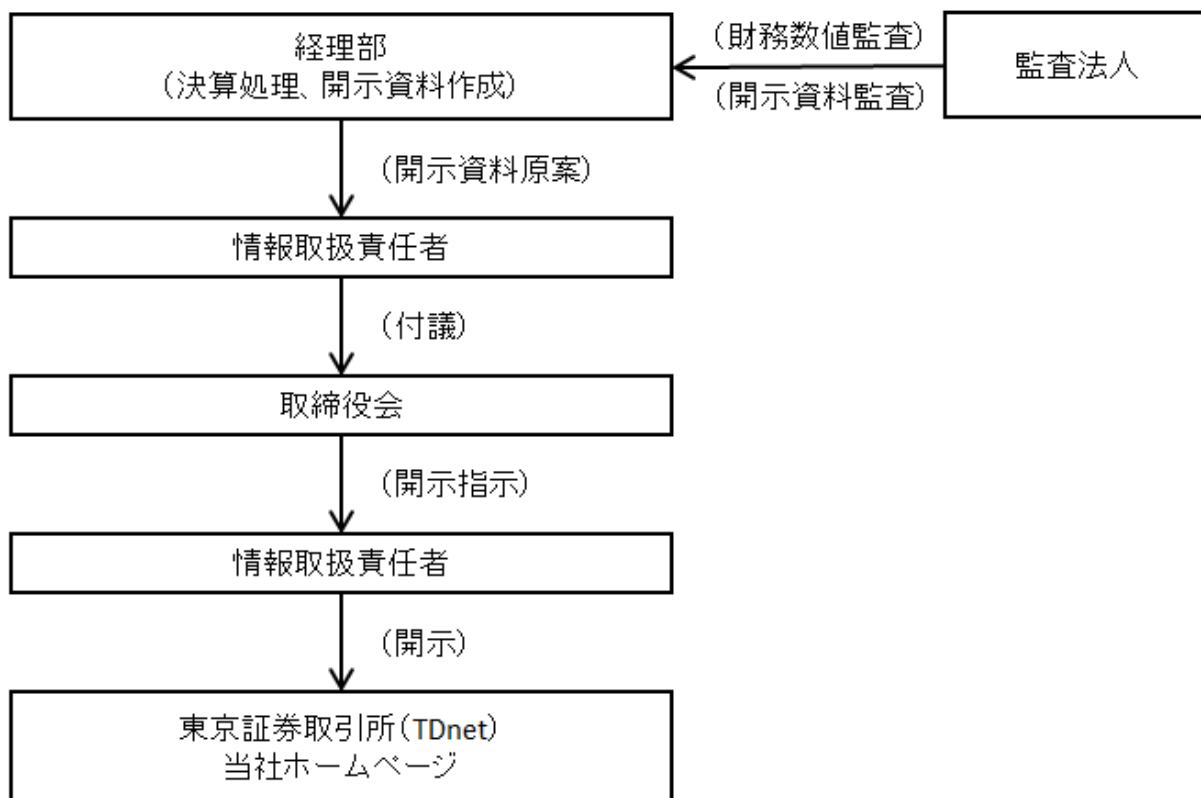 経理部
(決算処理、開示資料作成)
(財務数値監査)
(開示資料監査)
監査法人
(開示資料原案)
情報取扱責任者
(付議)
取締役会
(開示指示)
情報取扱責任者
(開示)
東京証券取引所(TDnet)
当社ホームページ